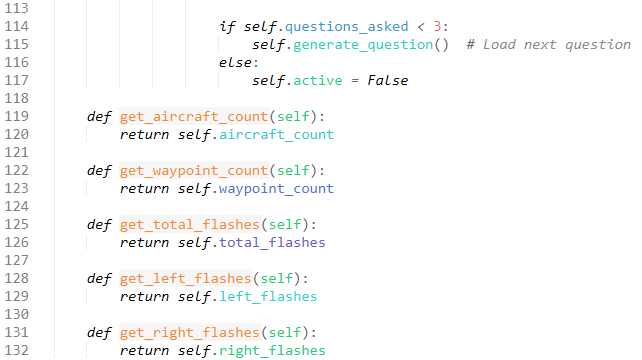 113
114                        if self.questions_asked < 3:
115                            self.generate_question()  # Load next question
116                        else:
117                            self.active = False
118
119        def get_aircraft_count(self):
120            return self.aircraft_count
121
122        def get_waypoint_count(self):
123            return self.waypoint_count
124
125        def get_total_flashes(self):
126            return self.total_flashes
127
128        def get_left_flashes(self):
129            return self.left_flashes
130
131        def get_right_flashes(self):
132            return self.right_flashes